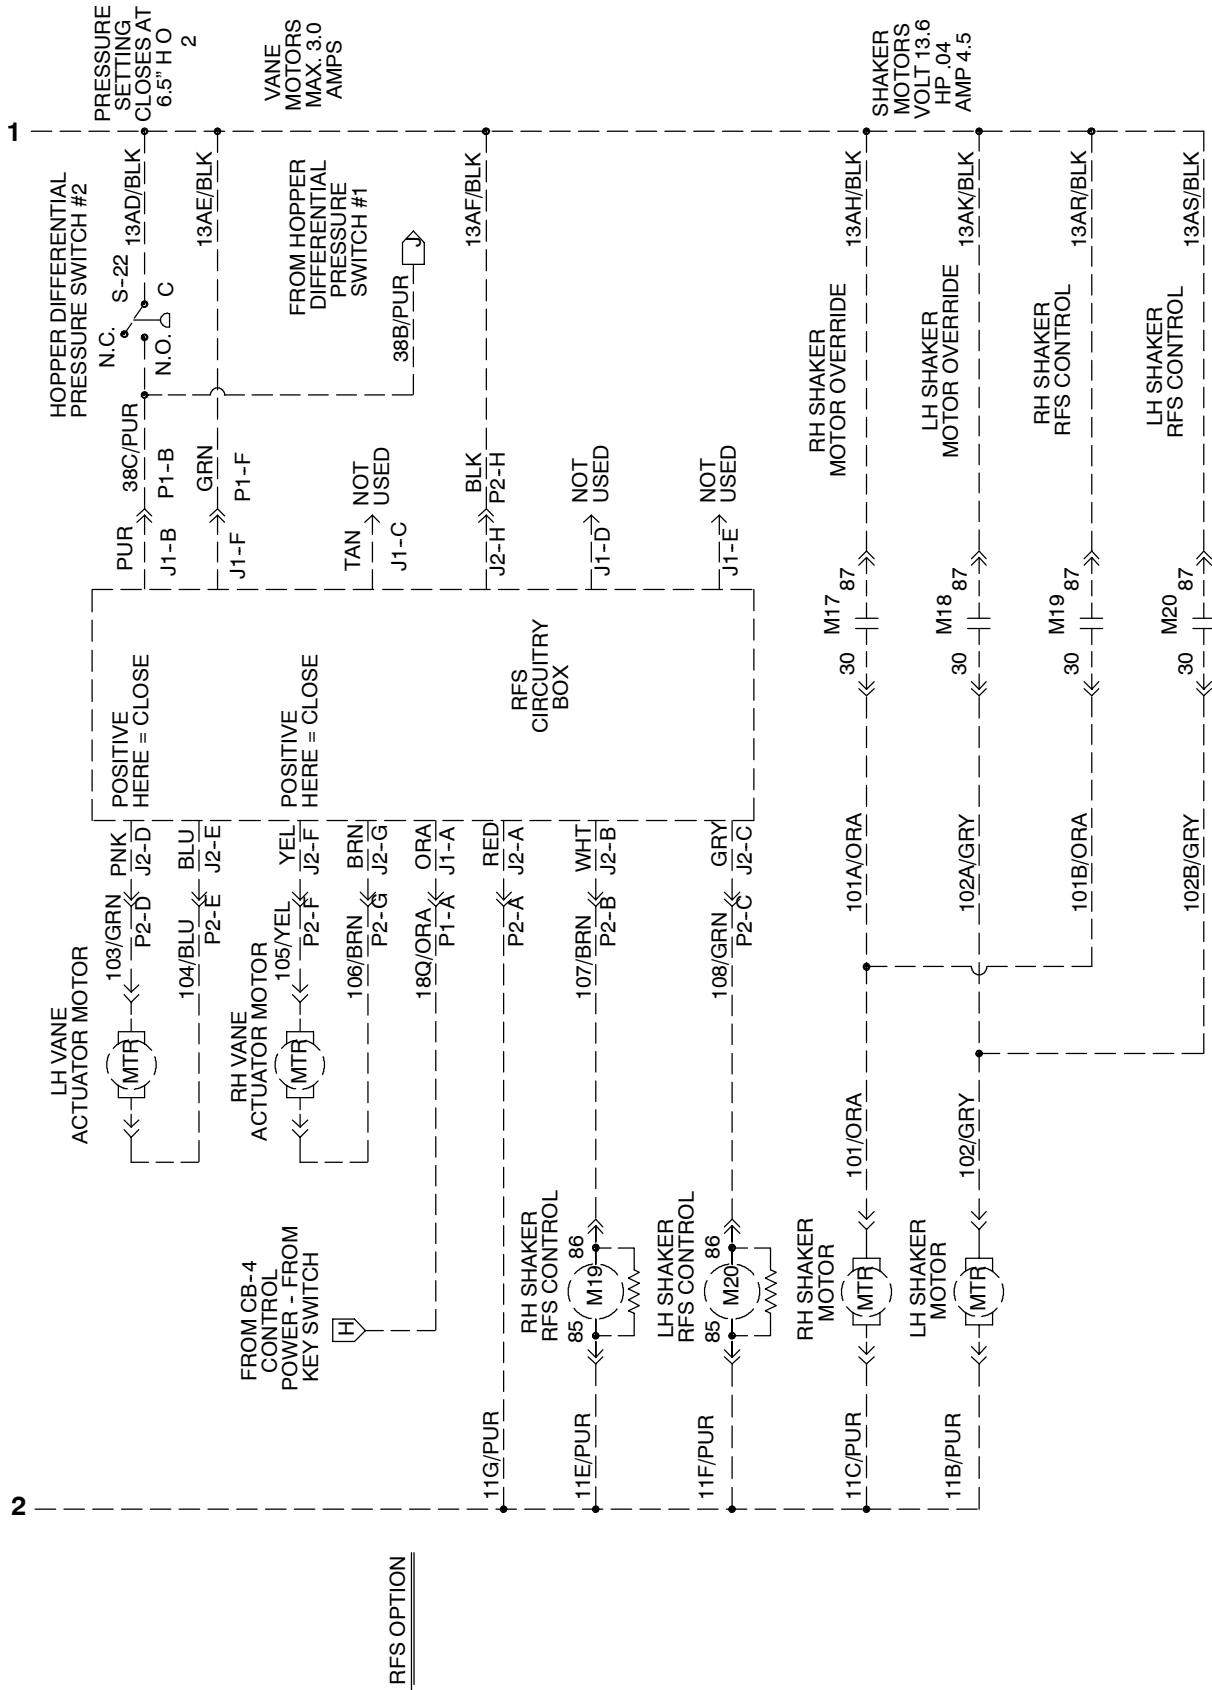 RFS OPTION
2
1
11G/PUR
11E/PUR
11F/PUR
11C/PUR
11B/PUR
FROM CB-4
CONTROL
POWER - FROM
KEY SWITCH
H
RH SHAKER
RFS CONTROL
85
M19
86
LH SHAKER
RFS CONTROL
85
M20
86
RH SHAKER
MOTOR
MTR
LH SHAKER
MOTOR
MTR
LH VANE
ACTUATOR MOTOR
MTR
RH VANE
ACTUATOR MOTOR
MTR
101/ORA
102/GRY
103/GRN
P2-D
PNK
J2-D
104/BLU
P2-E
BLU
J2-E
105/YEL
P2-F
YEL
J2-F
106/BRN
P2-G
BRN
J2-G
18Q/ORA
P1-A
ORA
J1-A
P2-A
RED
J2-A
107/BRN
P2-B
WHT
J2-B
108/GRN
P2-C
GRY
J2-C
POSITIVE
HERE = CLOSE
POSITIVE
HERE = CLOSE
RFS
CIRCUITRY
BOX
101A/ORA
102A/GRY
101B/ORA
102B/GRY
30
M17
87
30
M18
87
30
M19
87
30
M20
87
PUR
J1-B
38C/PUR
P1-B
J1-F
GRN
P1-F
TAN
J1-C
NOT
USED
J2-H
BLK
P2-H
J1-D
NOT
USED
J1-E
NOT
USED
HOPPER DIFFERENTIAL
PRESSURE SWITCH #2
N.C.
S-22
N.O.
C
13AD/BLK
13AE/BLK
FROM HOPPER
DIFFERENTIAL
PRESSURE
SWITCH #1
38B/PUR
J
13AF/BLK
RH SHAKER
MOTOR OVERRIDE
13AH/BLK
LH SHAKER
MOTOR OVERRIDE
13AK/BLK
RH SHAKER
RFS CONTROL
13AR/BLK
LH SHAKER
RFS CONTROL
13AS/BLK
PRESSURE
SETTING
CLOSES AT
6.5" H O
2
VANE
MOTORS
MAX. 3.0
AMPS
SHAKER
MOTORS
VOLT 13.6
HP .04
AMP 4.5